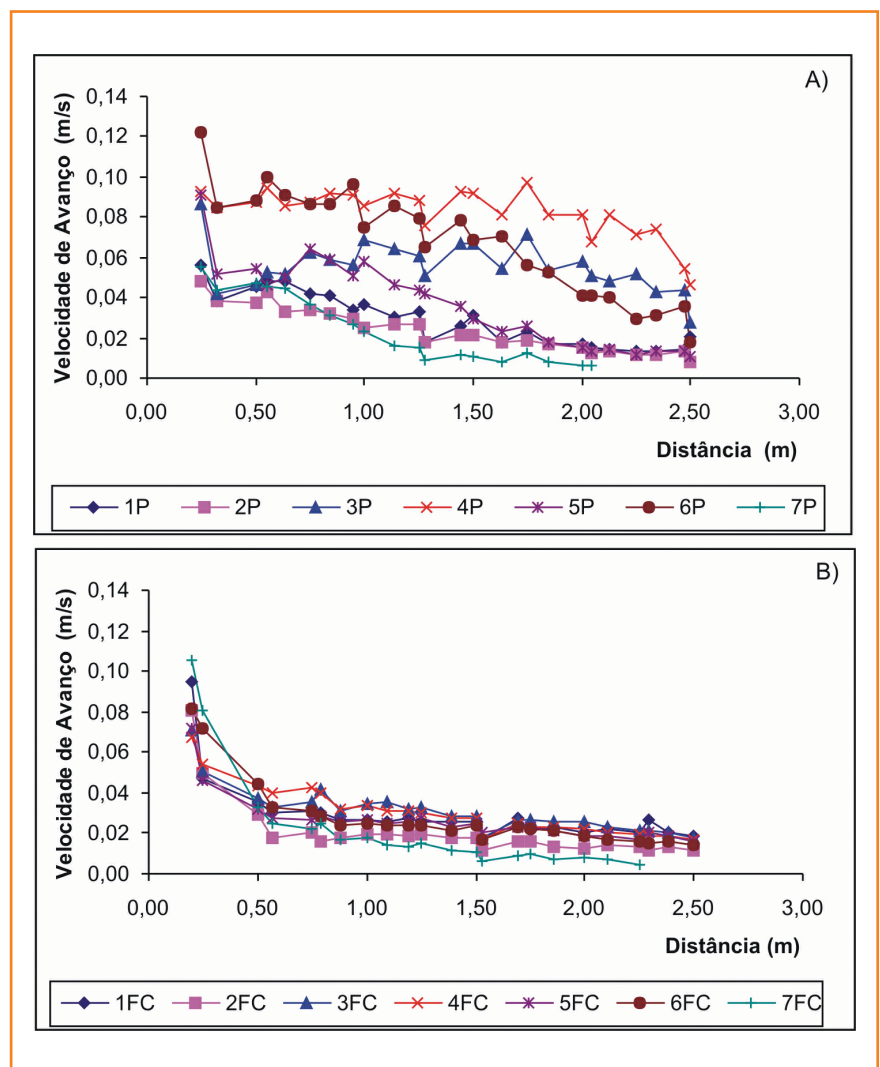 A)
Velocidade de Avanço (m/s)
0,14
0,12
0,10
0,08
0,06
0,04
0,02
0,00
0,00 0,50 1,00 1,50 2,00 2,50 3,00
Distância (m)
1P 2P 3P 4P 5P 6P 7P
B)
Velocidade de Avanço (m/s)
0,14
0,12
0,10
0,08
0,06
0,04
0,02
0,00
0,00 0,50 1,00 1,50 2,00 2,50 3,00
Distância (m)
1FC 2FC 3FC 4FC 5FC 6FC 7FC